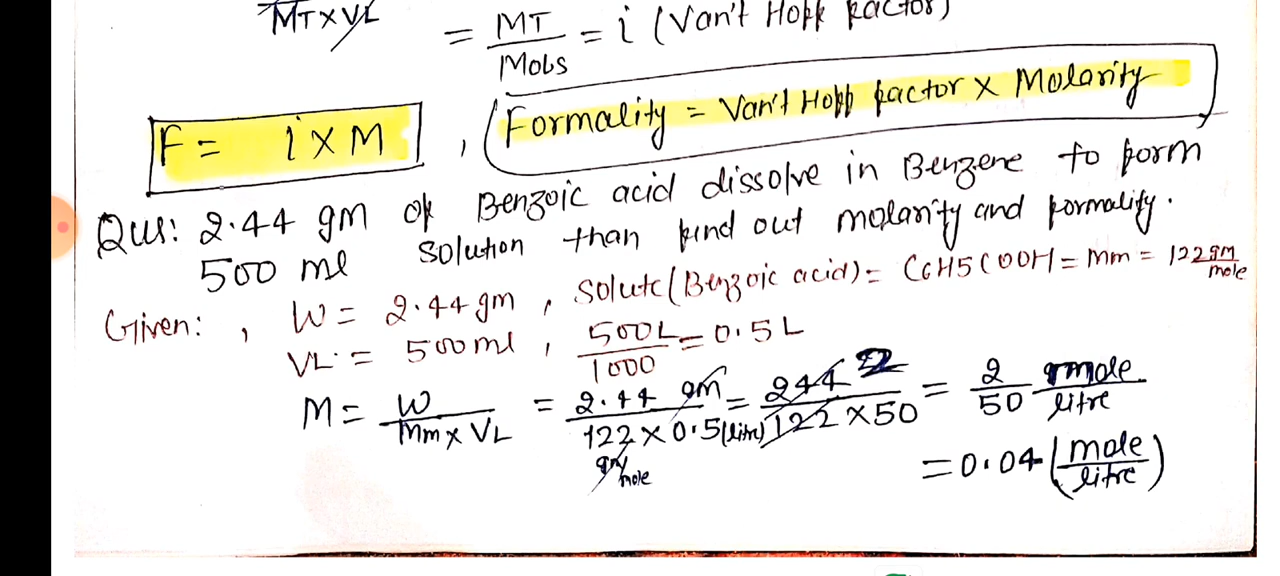 MT x VL
= MT/Mobs = i (Van't Hoff factor)
F = i x M , Formality = Van't Hoff factor x Molarity
Qus: 2.44 gm of Benzoic acid dissolve in Benzene to form
500 ml solution than find out molarity and formality.
Given: , W = 2.44 gm , Solute (Benzoic acid) = C6H5COOH = Mm = 122 gm/mole
VL = 500 ml , 500L/1000 = 0.5 L
M = W/Mm x VL = 2.44 gm/122 x 0.5 (litre) gm/mole = 244 2/122 x 50 = 2/50 mole/litre
= 0.04 (mole/litre)